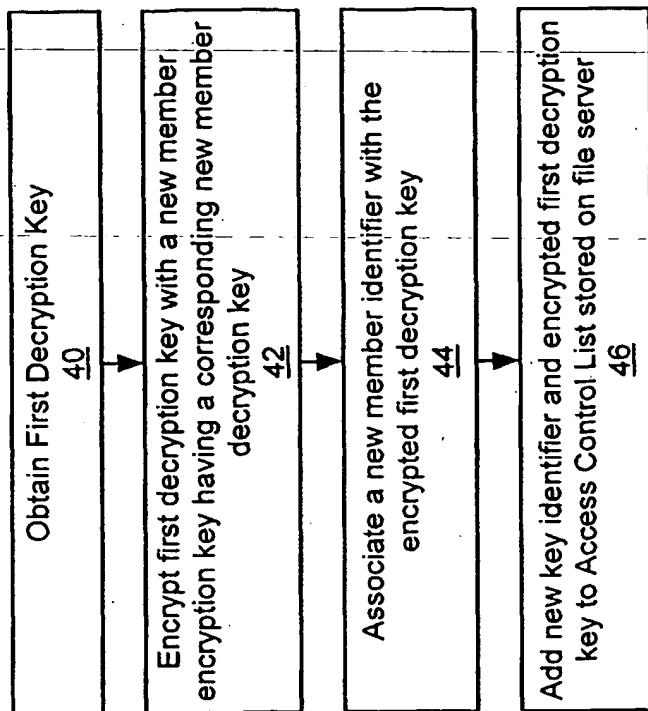 Obtain First Decryption Key
40
Encrypt first decryption key with a new member
encryption key having a corresponding new member
decryption key
42
Associate a new member identifier with the
encrypted first decryption key
44
Add new key identifier and encrypted first decryption
key to Access Control List stored on file server
46